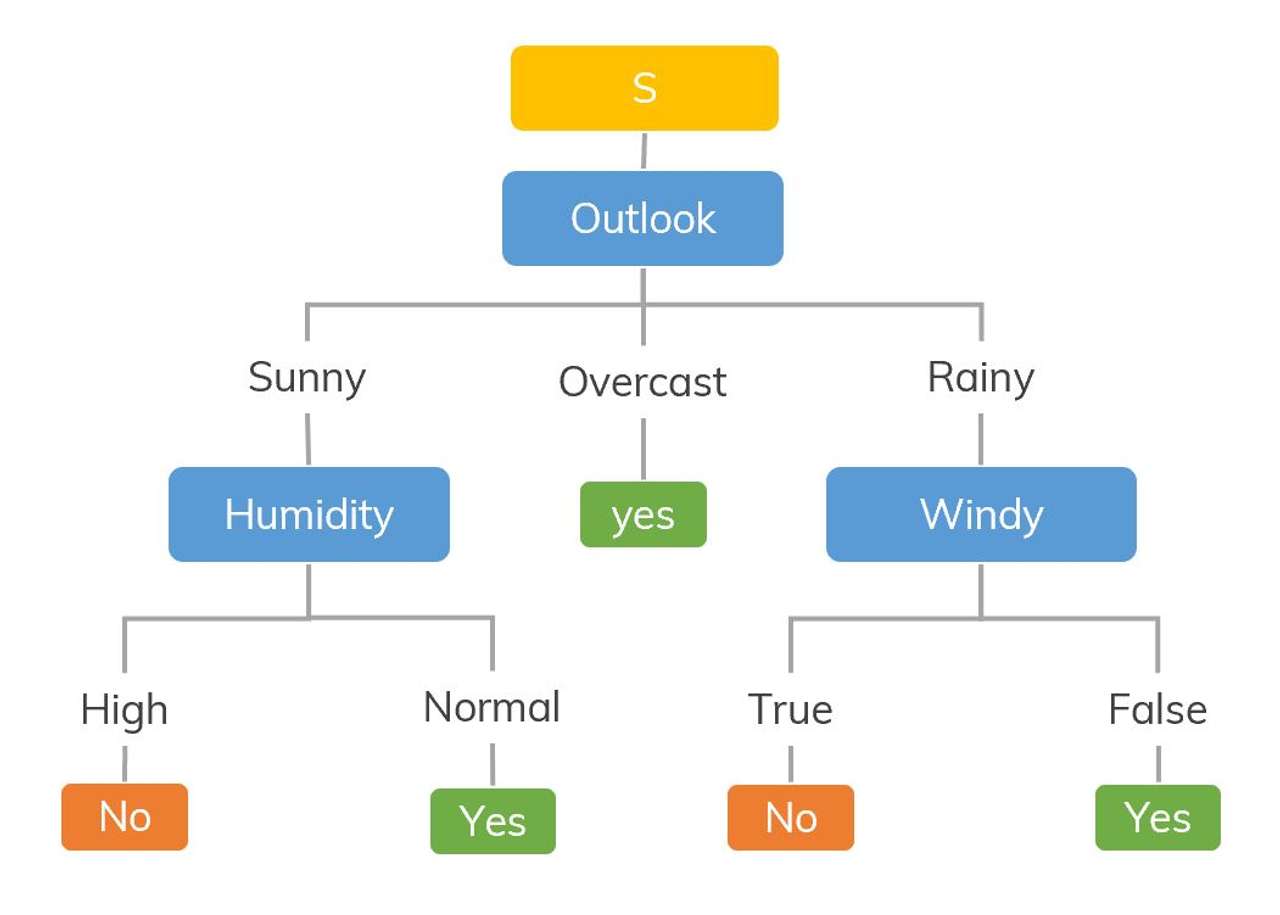 S
Outlook
Sunny
Overcast
Rainy
Humidity
yes
Windy
High
Normal
True
False
No
Yes
No
Yes